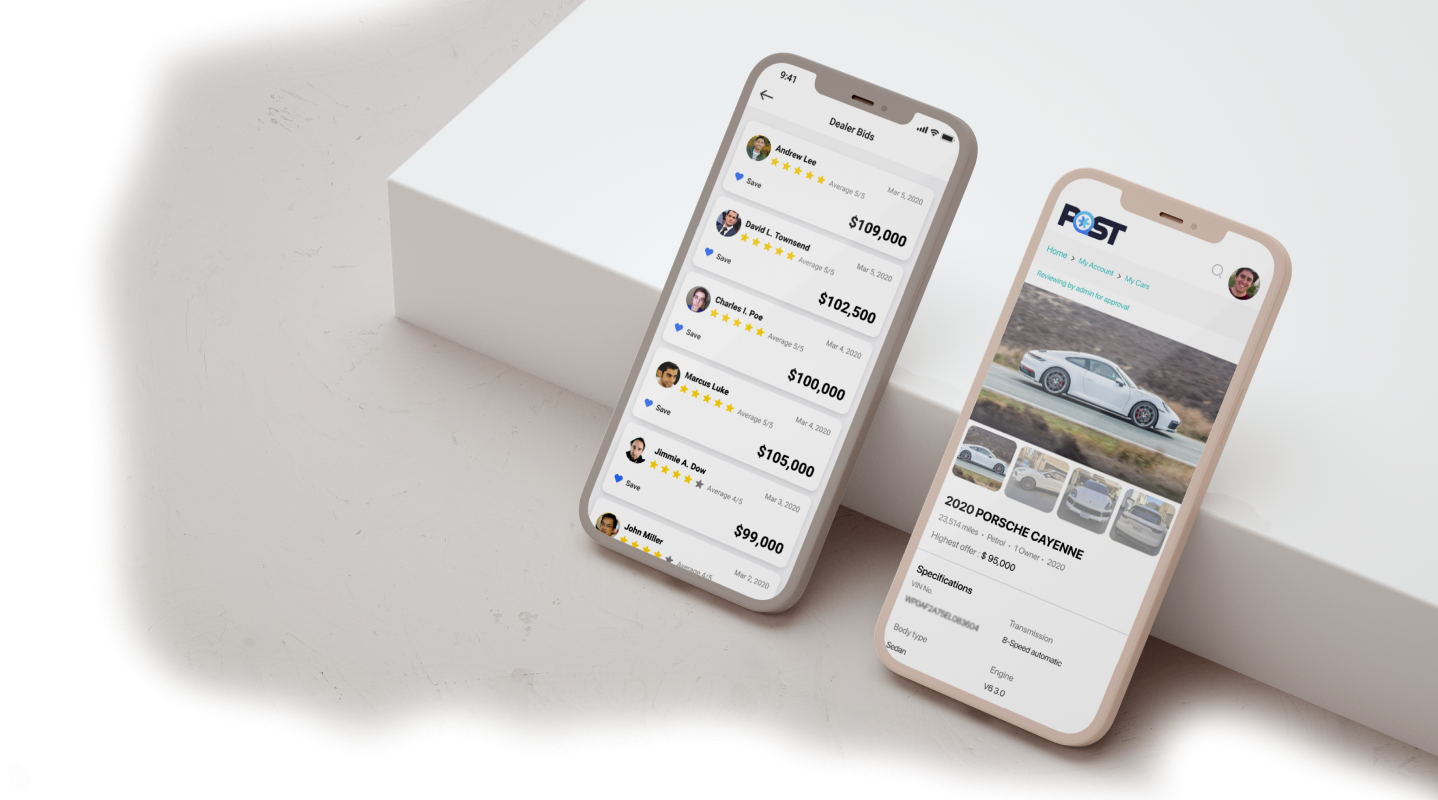 9:41
Dealer Bids
Andrew Lee
Average 5/5
Mar 5, 2020
Save
$109,000
David L. Townsend
Average 5/5
Mar 5, 2020
Save
$102,500
Charles I. Poe
Average 5/5
Mar 4, 2020
Save
$100,000
Marcus Luke
Average 5/5
Mar 4, 2020
Save
$105,000
Jimmie A. Dow
Average 4/5
Mar 3, 2020
Save
$99,000
John Miller
Average 4/5
Mar 2, 2020
POST
Home > My Account > My Cars
Reviewing by admin for approval
2020 PORSCHE CAYENNE
23,514 miles • Petrol • 1 Owner • 2020
Highest offer : $ 95,000
Specifications
VIN No.
Transmission
8-Speed automatic
Body type
Sedan
Engine
V6 3.0